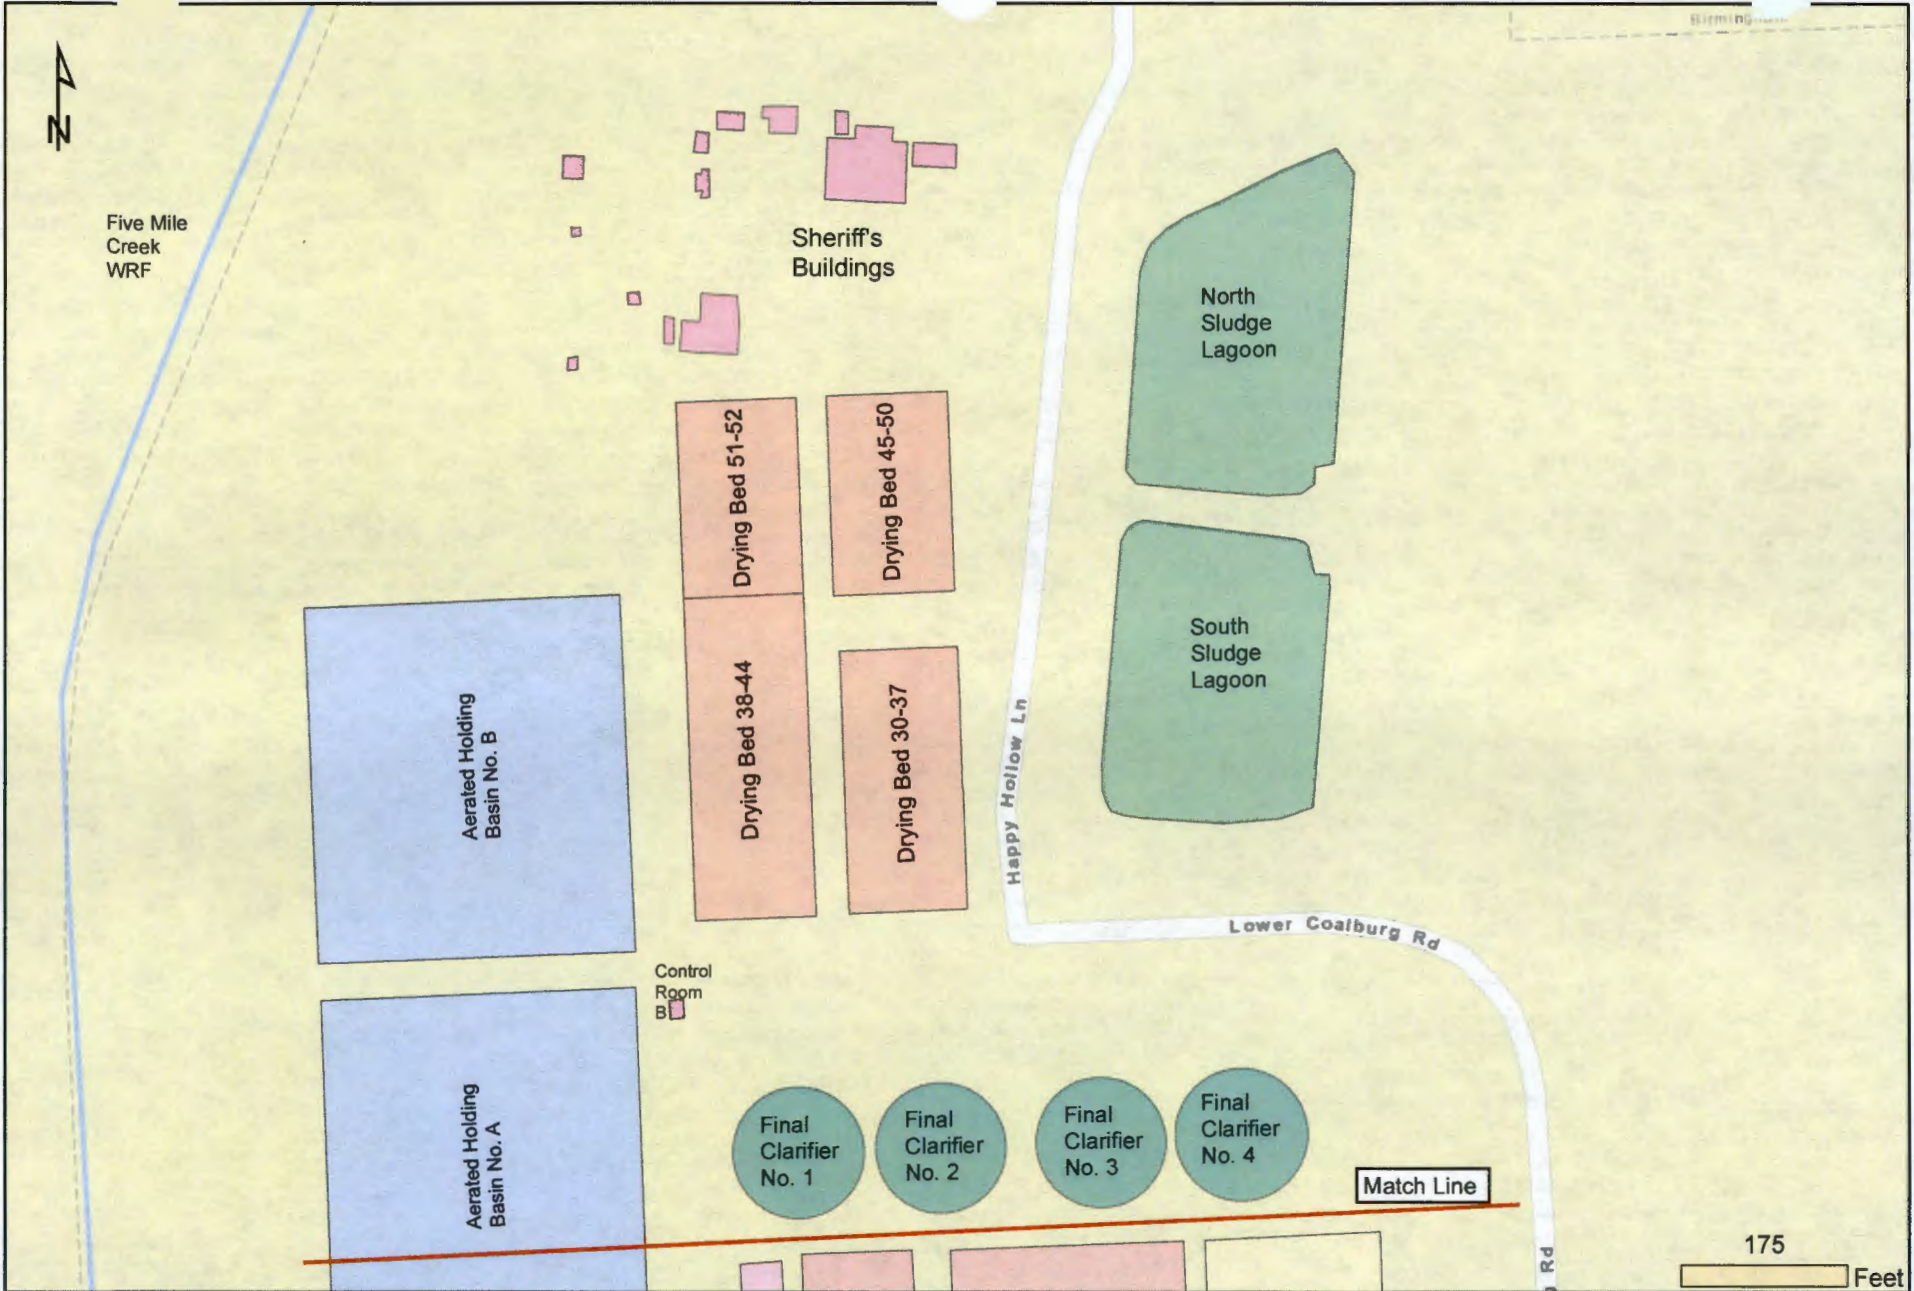 N
Five Mile
Creek
WRF
Sheriff's
Buildings
North
Sludge
Lagoon
Drying Bed 51-52
Drying Bed 45-50
South
Sludge
Lagoon
Aerated Holding
Basin No. B
Drying Bed 38-44
Drying Bed 30-37
Happy Hollow Ln
Lower Coalburg Rd
Control
Room
B
Aerated Holding
Basin No. A
Final
Clarifier
No. 1
Final
Clarifier
No. 2
Final
Clarifier
No. 3
Final
Clarifier
No. 4
Match Line
Rd
175
Feet